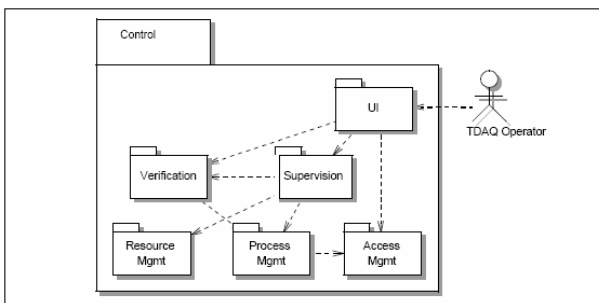 Control
UI
TDAQ Operator
Verification
Supervision
Resource
Mgmt
Process
Mgmt
Access
Mgmt